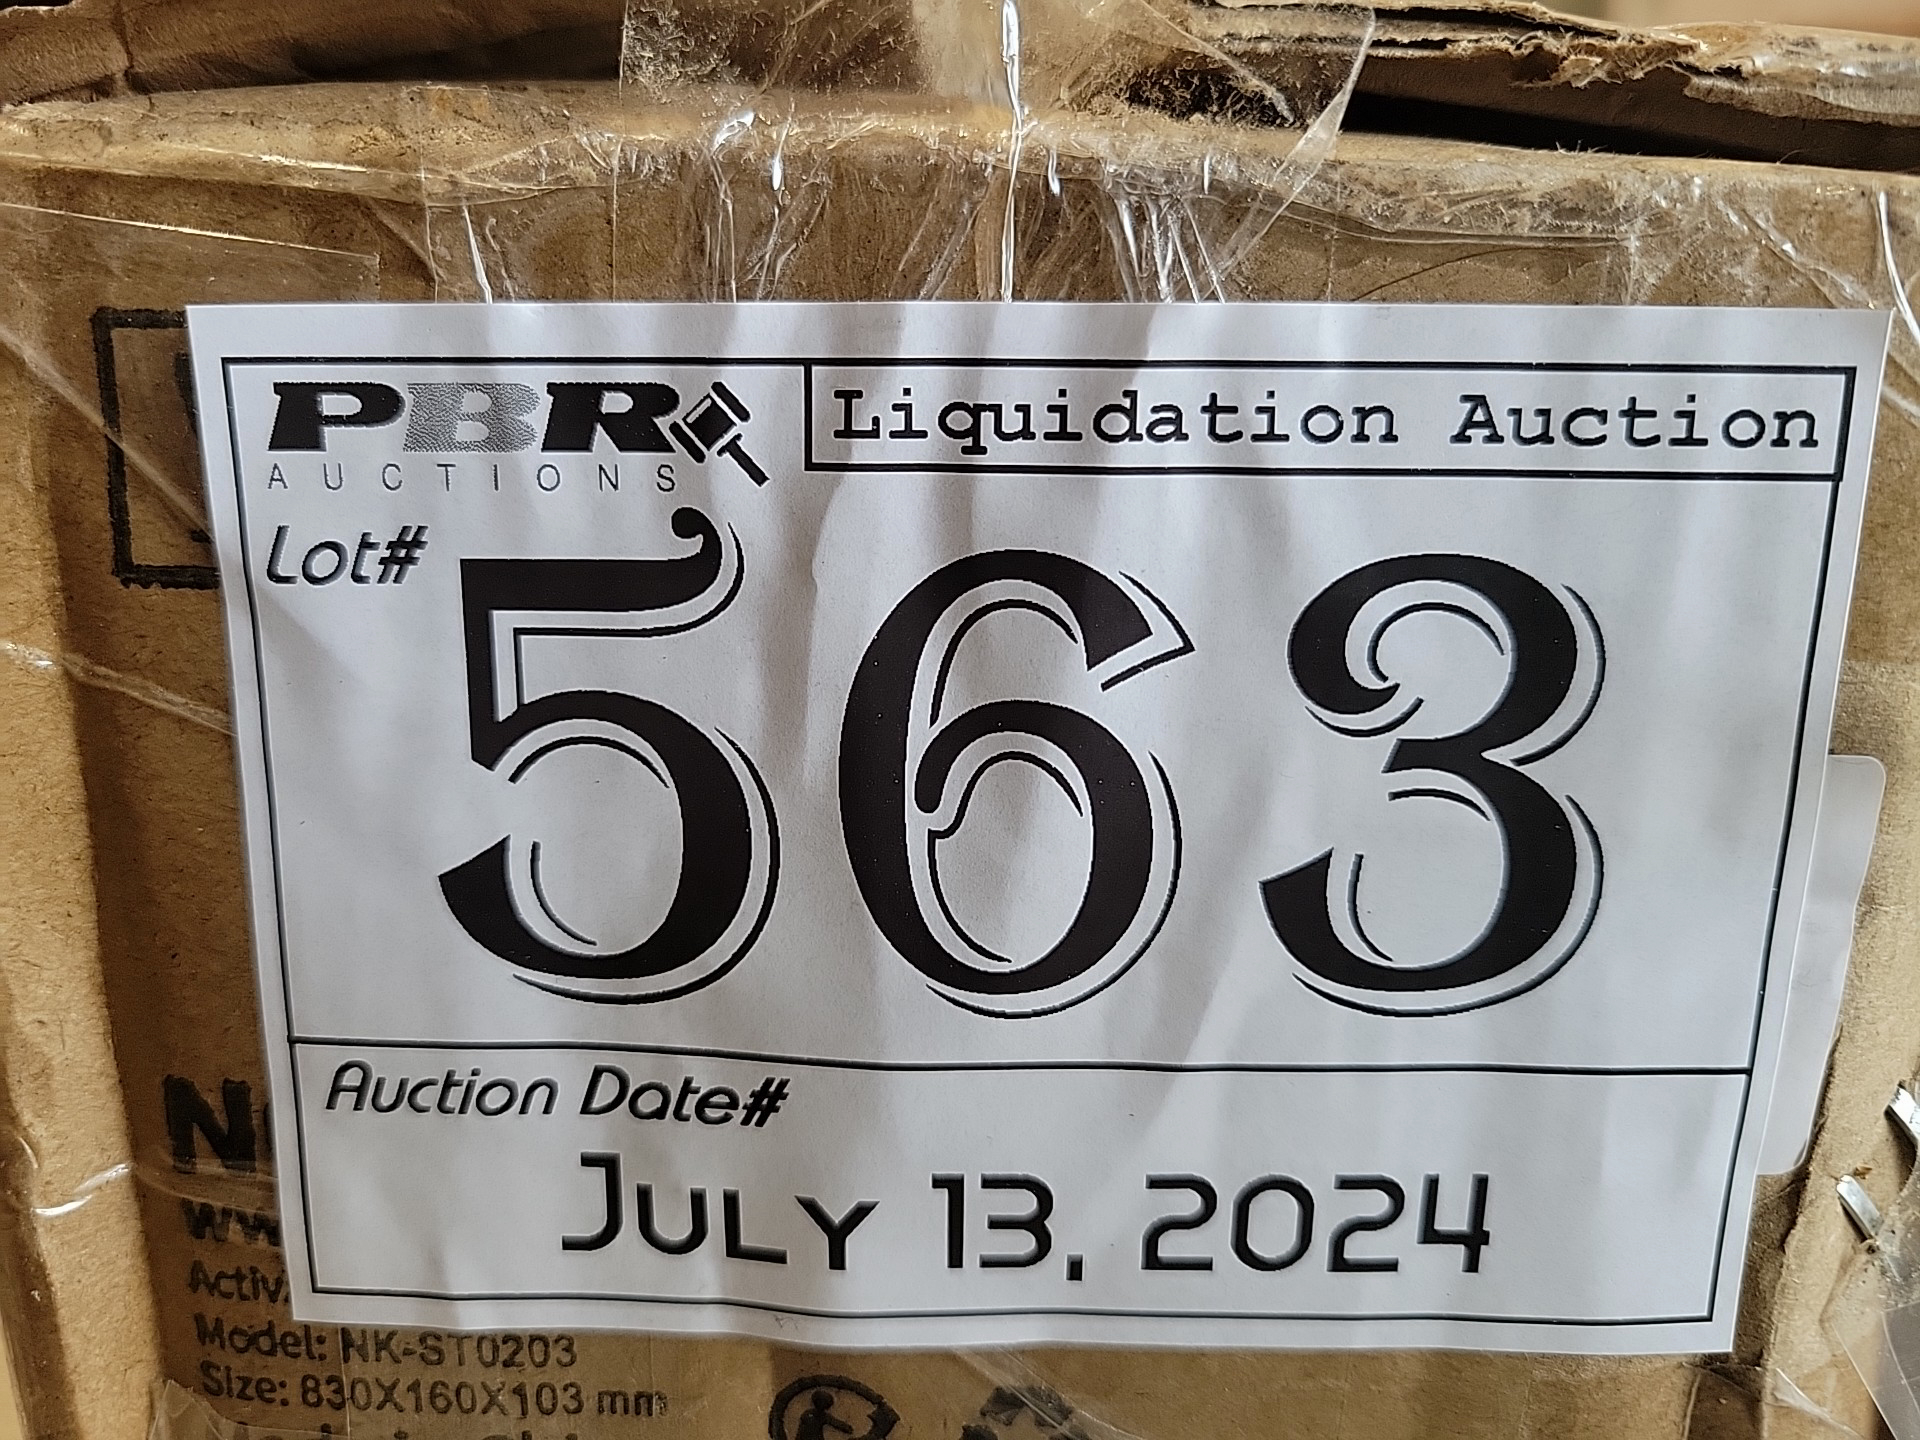 PBR
AUCTIONS
Liquidation Auction
Lot#
563
Auction Date#
July 13, 2024
Model: NK-ST0203
Size: 830X160X103 mm